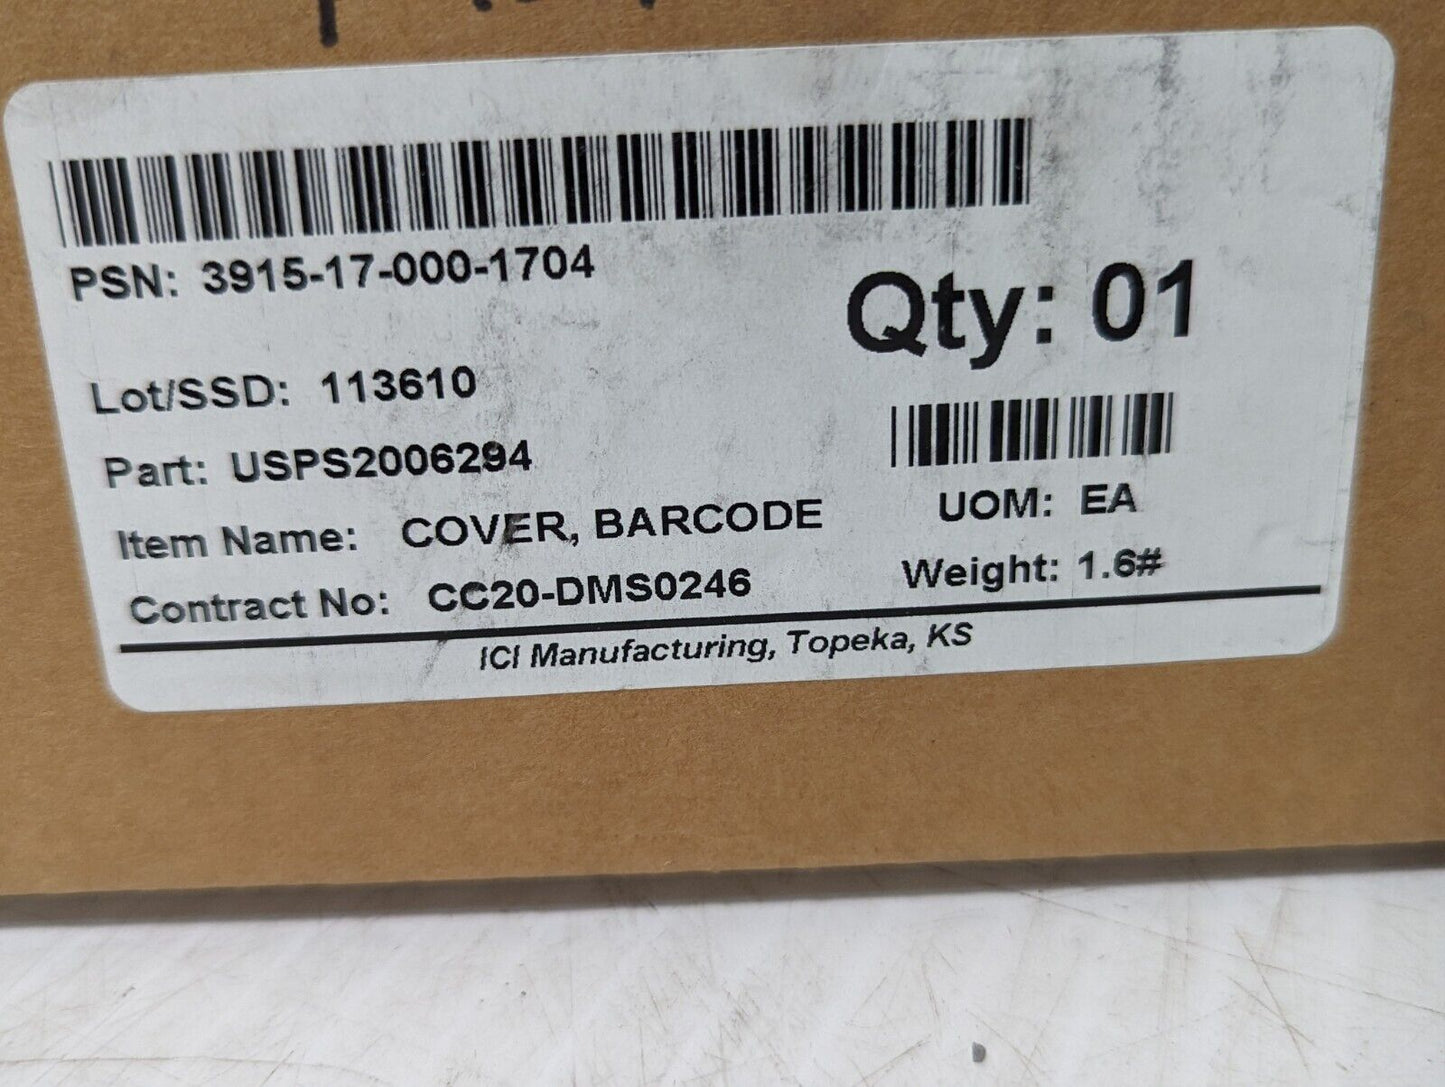 PSN: 3915-17-000-1704
Qty: 01
Lot/SSD: 113610
Part: USPS2006294
UOM: EA
Item Name: COVER, BARCODE
Weight: 1.6#
Contract No: CC20-DMS0246
ICI Manufacturing, Topeka, KS